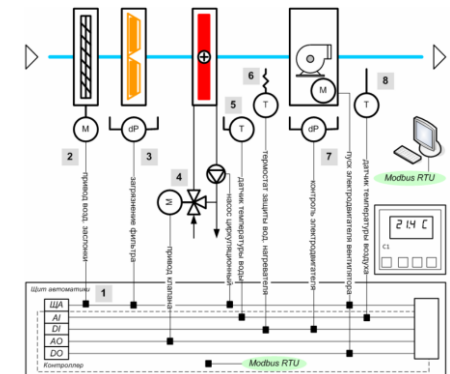 6
8
5
M
T
T
M
dP
T
dP
2
3
7
4
M
Modbus RTU
привод возд. заслонки
загрязнение фильтра
привод клапана
насос циркуляционный
датчик температуры воды
термостат защиты вод. нагревателя
контроль электродвигателя
пуск электродвигателя вентилятора
датчик температуры воздуха
21.4 C
C1
Щит автоматики
1
ЩА
AI
DI
AO
DO
Контроллер
Modbus RTU